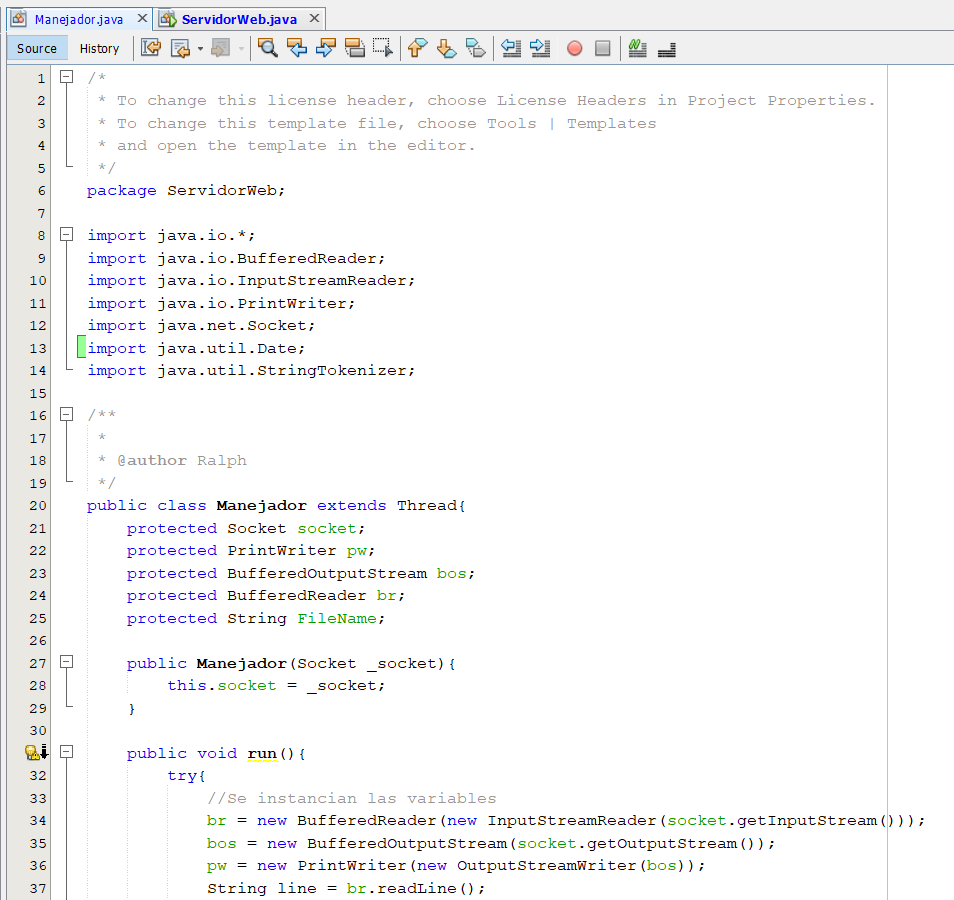 Manejador.java ServidorWeb.java
Source History
1 /*
2 * To change this license header, choose License Headers in Project Properties.
3 * To change this template file, choose Tools | Templates
4 * and open the template in the editor.
5 */
6 package ServidorWeb;
7
8 import java.io.*;
9 import java.io.BufferedReader;
10 import java.io.InputStreamReader;
11 import java.io.PrintWriter;
12 import java.net.Socket;
13 import java.util.Date;
14 import java.util.StringTokenizer;
15
16 /**
17 *
18 * @author Ralph
19 */
20 public class Manejador extends Thread{
21 protected Socket socket;
22 protected PrintWriter pw;
23 protected BufferedOutputStream bos;
24 protected BufferedReader br;
25 protected String FileName;
26
27 public Manejador(Socket _socket){
28 this.socket = _socket;
29 }
30
public void run(){
32 try{
33 //Se instancian las variables
34 br = new BufferedReader(new InputStreamReader(socket.getInputStream()));
35 bos = new BufferedOutputStream(socket.getOutputStream());
36 pw = new PrintWriter(new OutputStreamWriter(bos));
37 String line = br.readLine();